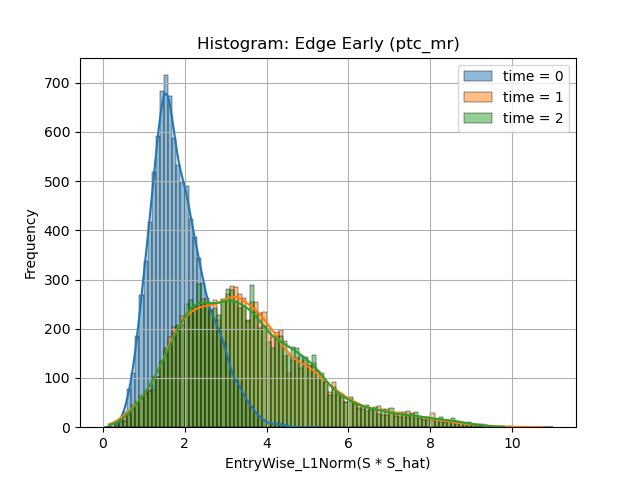 Histogram: Edge Early (ptc_mr)
time = 0
time = 1
time = 2
Frequency
700
600
500
400
300
200
100
0
0 2 4 6 8 10
EntryWise_L1Norm(S * S_hat)